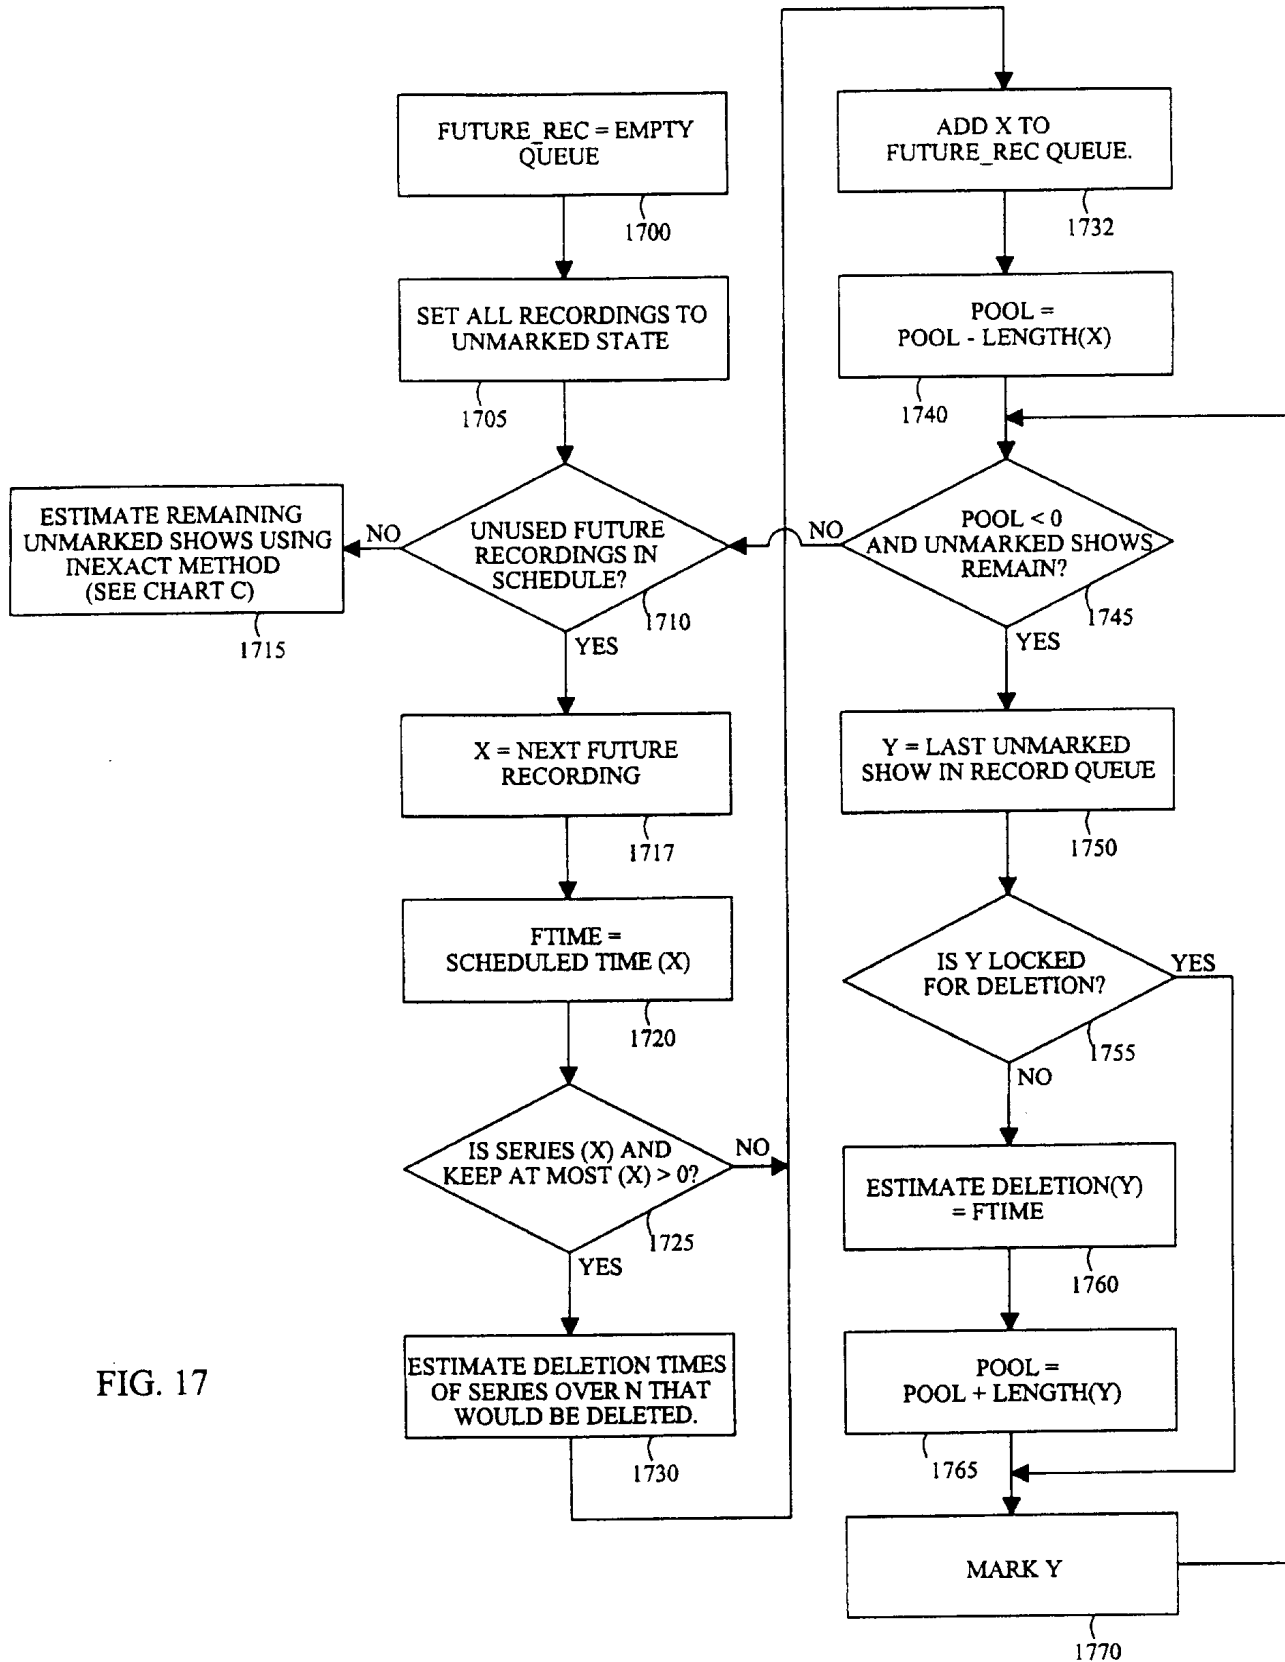 FUTURE_REC = EMPTY
QUEUE
1700
SET ALL RECORDINGS TO
UNMARKED STATE
1705
ESTIMATE REMAINING
UNMARKED SHOWS USING
INEXACT METHOD
(SEE CHART C)
1715
NO
UNUSED FUTURE
RECORDINGS IN
SCHEDULE?
1710
YES
X = NEXT FUTURE
RECORDING
1717
FTIME =
SCHEDULED TIME (X)
1720
IS SERIES (X) AND
KEEP AT MOST (X) > 0?
NO
1725
YES
ESTIMATE DELETION TIMES
OF SERIES OVER N THAT
WOULD BE DELETED.
1730
ADD X TO
FUTURE_REC QUEUE.
1732
POOL =
POOL - LENGTH(X)
1740
NO
POOL < 0
AND UNMARKED SHOWS
REMAIN?
1745
YES
Y = LAST UNMARKED
SHOW IN RECORD QUEUE
1750
IS Y LOCKED
FOR DELETION?
YES
1755
NO
ESTIMATE DELETION(Y)
= FTIME
1760
POOL =
POOL + LENGTH(Y)
1765
MARK Y
1770
FIG. 17